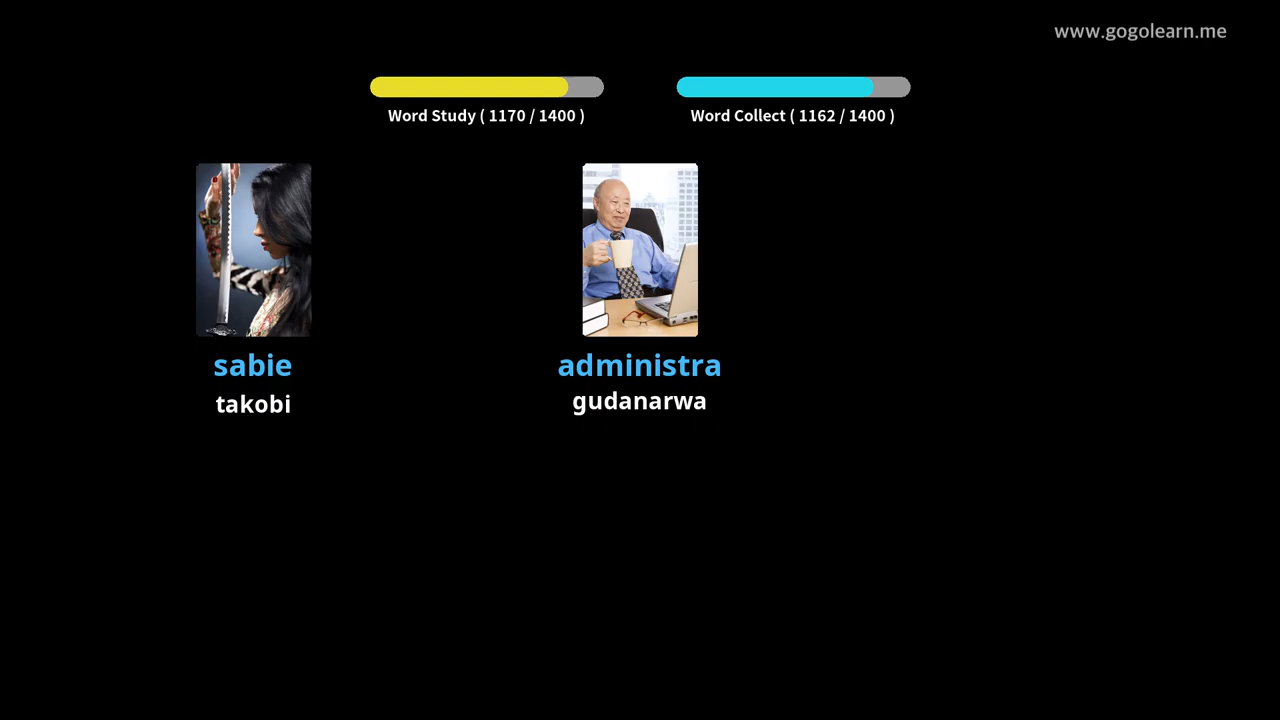 www.gogolearn.me
Word Study ( 1170 / 1400 )
Word Collect ( 1162 / 1400 )
sabie
takobi
administra
gudanarwa